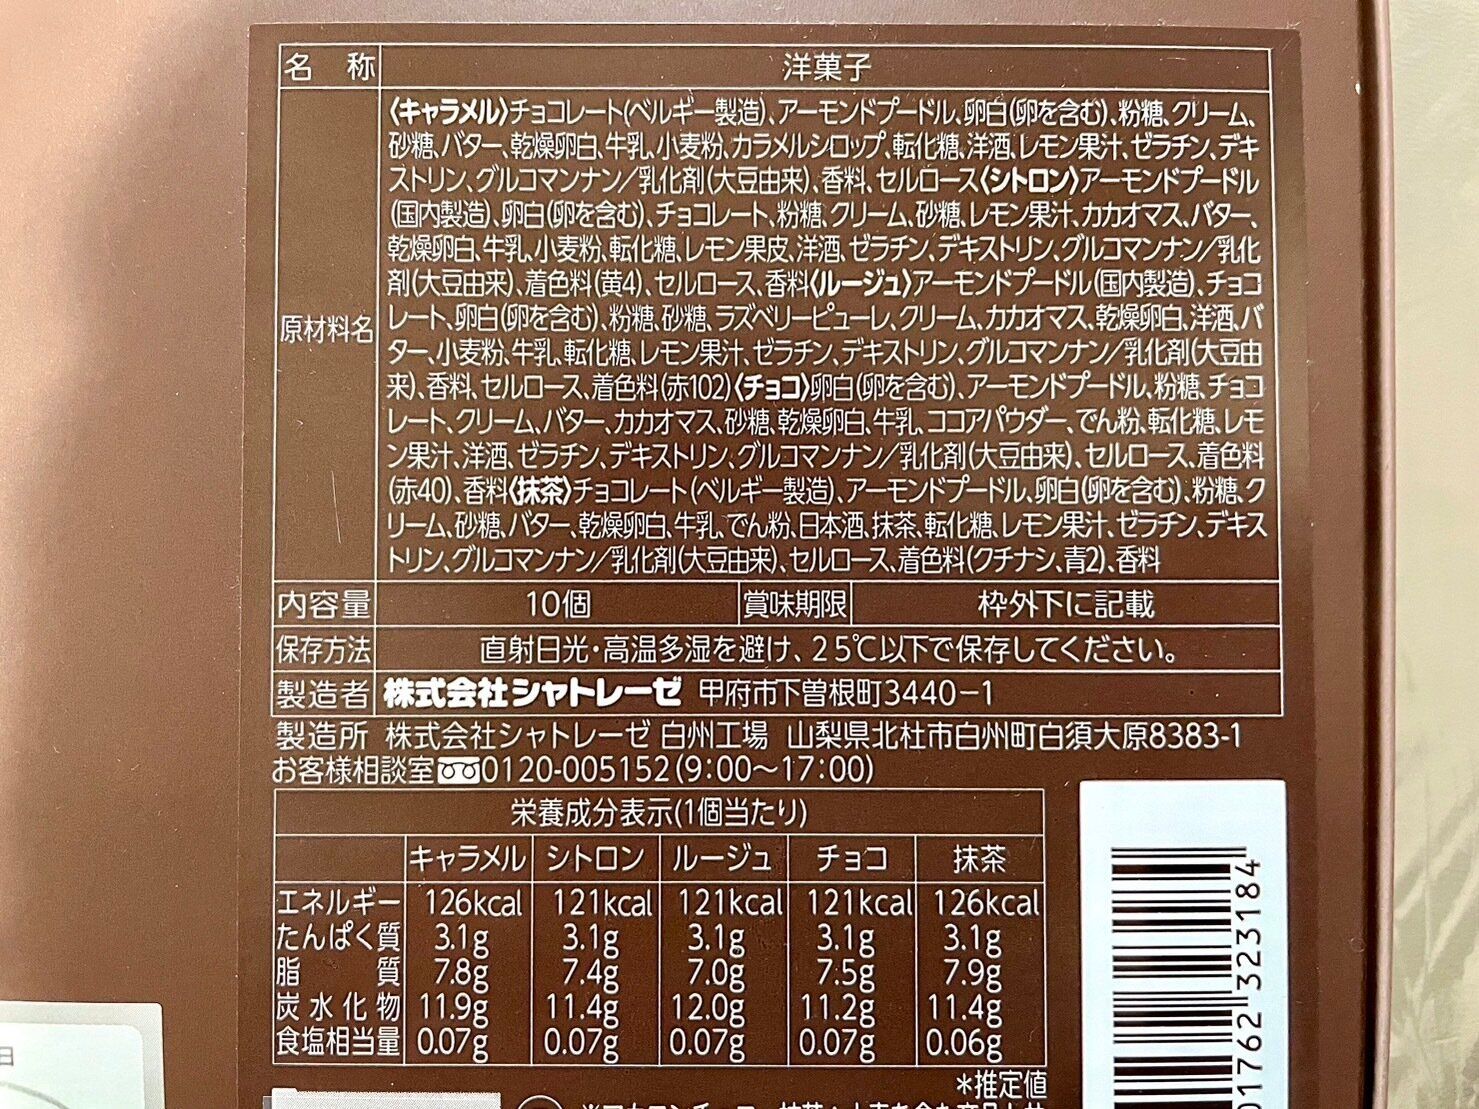 名 称 洋菓子
原材料名
〈キャラメル〉チョコレート(ベルギー製造)、アーモンドプードル、卵白(卵を含む)、粉糖、クリーム、
砂糖、バター、乾燥卵白、牛乳、小麦粉、カラメルシロップ、転化糖、洋酒、レモン果汁、ゼラチン、デキ
ストリン、グルコマンナン/乳化剤(大豆由来)、香料、セルロース〈シトロン〉アーモンドプードル
(国内製造)、卵白(卵を含む)、チョコレート、粉糖、クリーム、砂糖、レモン果汁、カカオマス、バター、
乾燥卵白、牛乳、小麦粉、転化糖、レモン果皮、洋酒、ゼラチン、デキストリン、グルコマンナン/乳化
剤(大豆由来)、着色料(黄4)、セルロース、香料〈ルージュ〉アーモンドプードル(国内製造)、チョコ
レート、卵白(卵を含む)、粉糖、砂糖、ラズベリーピューレ、クリーム、カカオマス、乾燥卵白、洋酒、バ
ター、小麦粉、牛乳、転化糖、レモン果汁、ゼラチン、デキストリン、グルコマンナン/乳化剤(大豆由
来)、香料、セルロース、着色料(赤102)〈チョコ〉卵白(卵を含む)、アーモンドプードル、粉糖、チョコ
レート、クリーム、バター、カカオマス、砂糖、乾燥卵白、牛乳、ココアパウダー、でん粉、転化糖、レモ
ン果汁、洋酒、ゼラチン、デキストリン、グルコマンナン/乳化剤(大豆由来)、セルロース、着色料
(赤40)、香料〈抹茶〉チョコレート(ベルギー製造)、アーモンドプードル、卵白(卵を含む)、粉糖、ク
リーム、砂糖、バター、乾燥卵白、牛乳、でん粉、日本酒、抹茶、転化糖、レモン果汁、ゼラチン、デキス
トリン、グルコマンナン/乳化剤(大豆由来)、セルロース、着色料(クチナシ、青2)、香料
内容量 10個 賞味期限 枠外下に記載
保存方法 直射日光・高温多湿を避け、25℃以下で保存してください。
製造者 株式会社シャトレーゼ 甲府市下曽根町3440-1
製造所 株式会社シャトレーゼ 白州工場 山梨県北杜市白州町白須大原8383-1
お客様相談室 0120-005152(9:00〜17:00)
栄養成分表示(1個当たり)
キャラメル シトロン ルージュ チョコ 抹茶
エネルギー 126kcal 121kcal 121kcal 121kcal 126kcal
たんぱく質 3.1g 3.1g 3.1g 3.1g 3.1g
脂 質 7.8g 7.4g 7.0g 7.5g 7.9g
炭水化物 11.9g 11.4g 12.0g 11.2g 11.4g
食塩相当量 0.07g 0.07g 0.07g 0.07g 0.06g
*推定値
01762 323184
日